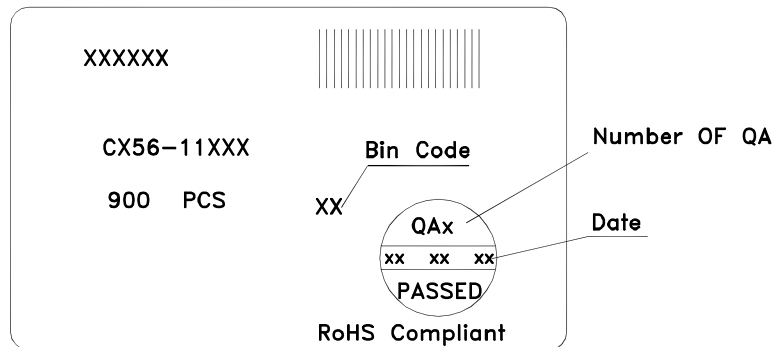 XXXXXX
CX56-11XXX
Bin Code
Number OF QA
900 PCS
XX
QAx
Date
xx xx xx
PASSED
RoHS Compliant